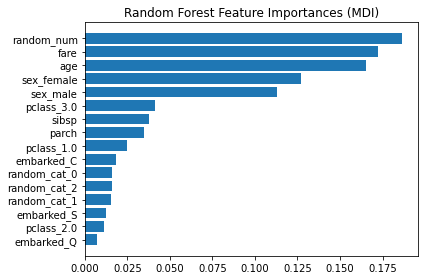 Random Forest Feature Importances (MDI)
random_num
fare
age
sex_female
sex_male
pclass_3.0
sibsp
parch
pclass_1.0
embarked_C
random_cat_0
random_cat_2
random_cat_1
embarked_S
pclass_2.0
embarked_Q
0.000 0.025 0.050 0.075 0.100 0.125 0.150 0.175